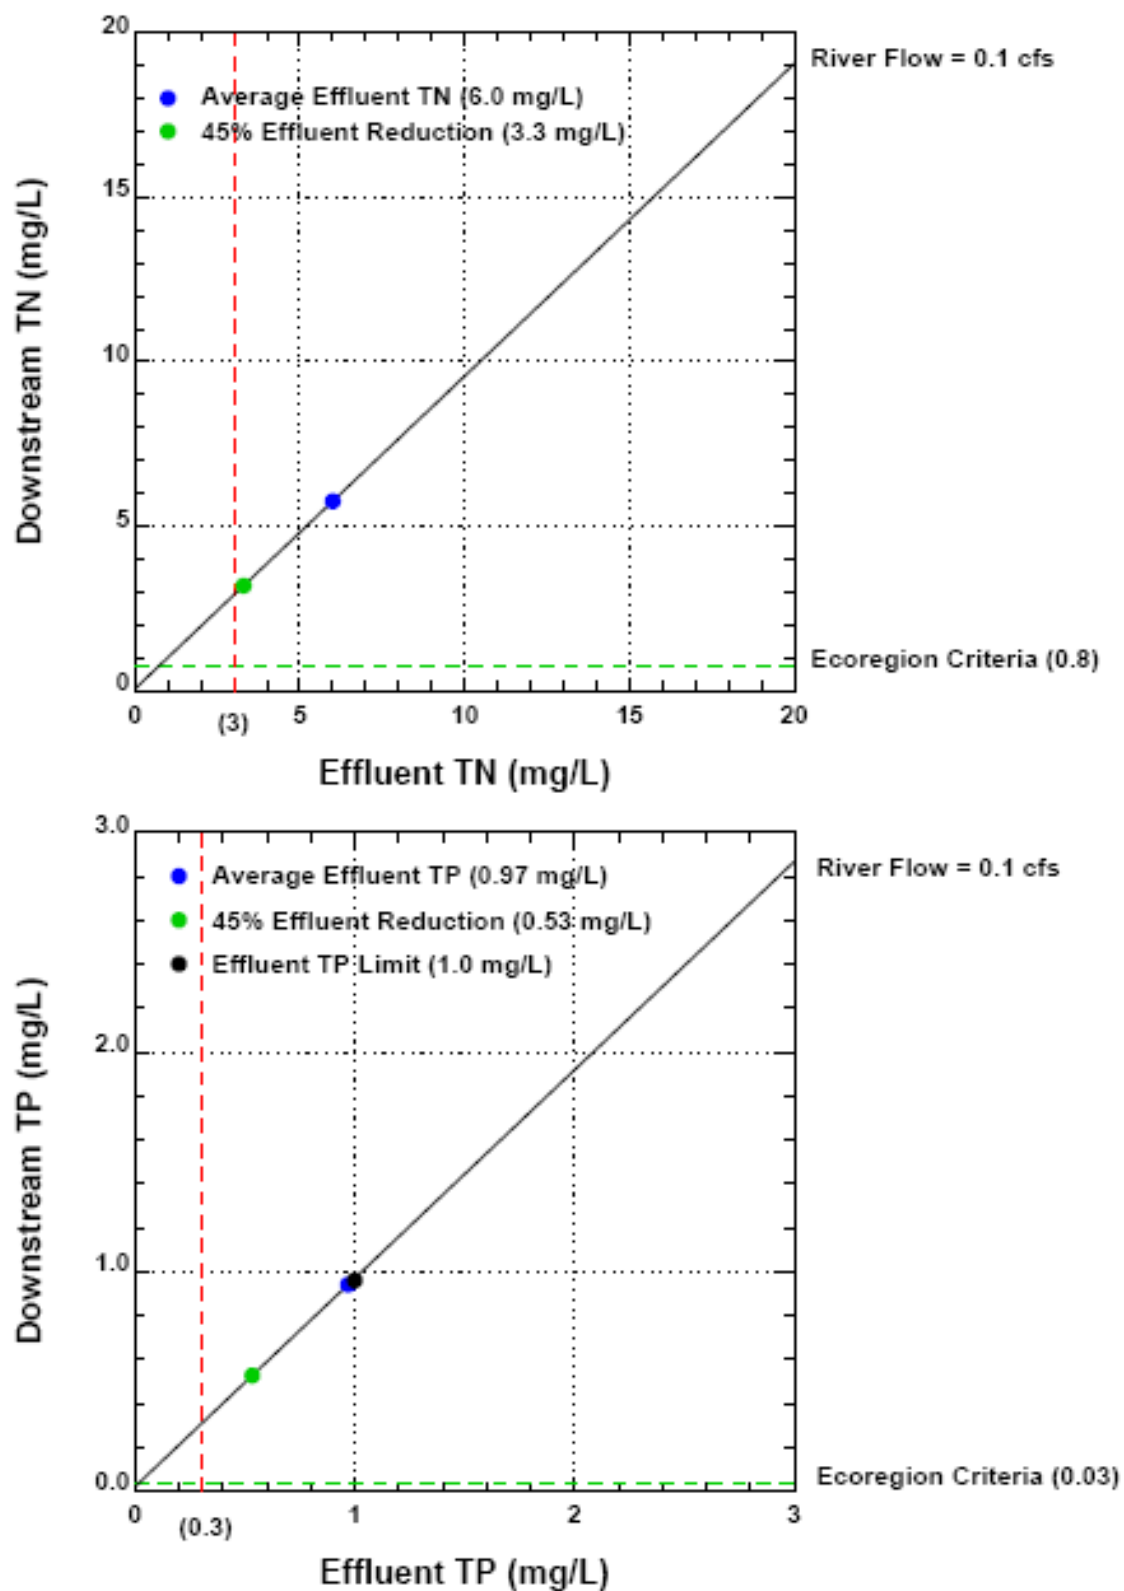 20
River Flow = 0.1 cfs
Average Effluent TN (6.0 mg/L)
45% Effluent Reduction (3.3 mg/L)
15
10
5
0
Downstream TN (mg/L)
Ecoregion Criteria (0.8)
0 (3) 5 10 15 20
Effluent TN (mg/L)
3.0
River Flow = 0.1 cfs
Average Effluent TP (0.97 mg/L)
45% Effluent Reduction (0.53 mg/L)
Effluent TP Limit (1.0 mg/L)
2.0
1.0
0.0
Downstream TP (mg/L)
Ecoregion Criteria (0.03)
0 (0.3) 1 2 3
Effluent TP (mg/L)